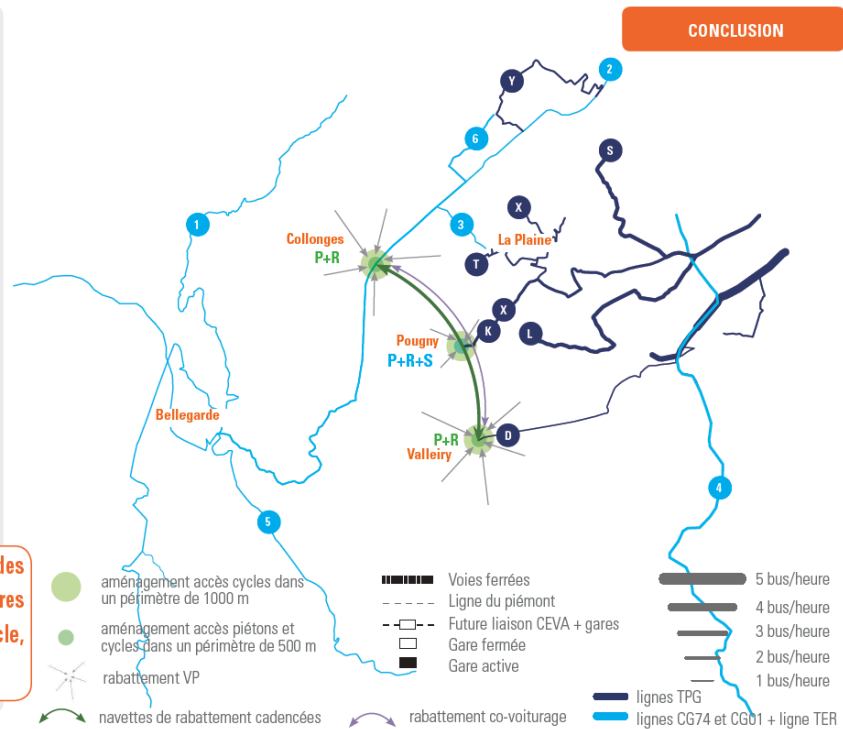 CONCLUSION
2
Y
6
S
1
X
3
Collonges
P+R
La Plaine
T
X
Pougny
K
L
P+R+S
Bellegarde
P+R
D
Valleiry
4
5
des
res
cle,
aménagement accès cycles dans
un périmètre de 1000 m
aménagement accès piétons et
cycles dans un périmètre de 500 m
rabattement VP
navettes de rabattement cadencées
rabattement co-voiturage
Voies ferrées
Ligne du piémont
Future liaison CEVA + gares
Gare fermée
Gare active
5 bus/heure
4 bus/heure
3 bus/heure
2 bus/heure
1 bus/heure
lignes TPG
lignes CG74 et CG01 + ligne TER